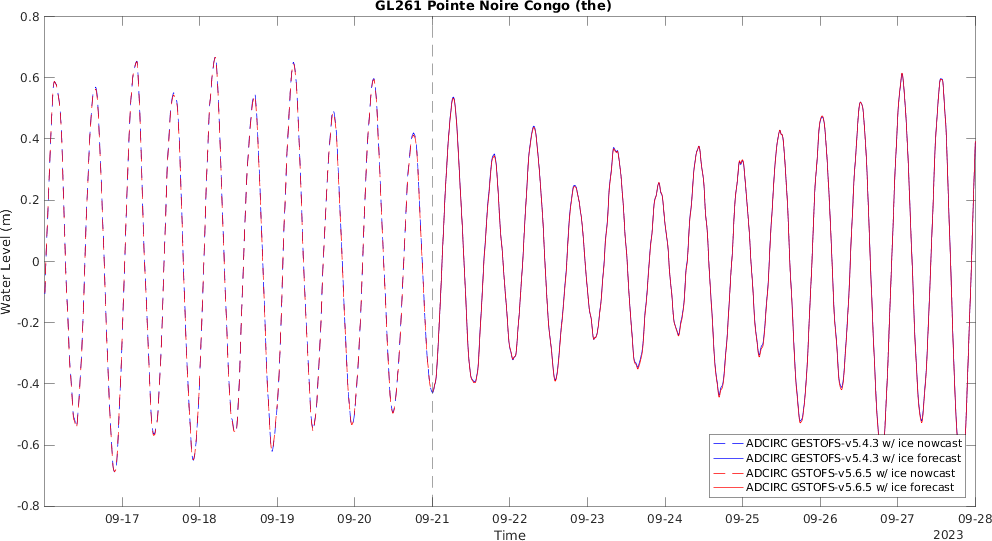 GL261 Pointe Noire Congo (the)
0.8
0.6
0.4
0.2
0
-0.2
-0.4
-0.6
-0.8
Water Level (m)
ADCIRC GESTOFS-v5.4.3 w/ ice nowcast
ADCIRC GESTOFS-v5.4.3 w/ ice forecast
ADCIRC GSTOFS-v5.6.5 w/ ice nowcast
ADCIRC GSTOFS-v5.6.5 w/ ice forecast
09-17 09-18 09-19 09-20 09-21 09-22 09-23 09-24 09-25 09-26 09-27 09-28
Time
2023